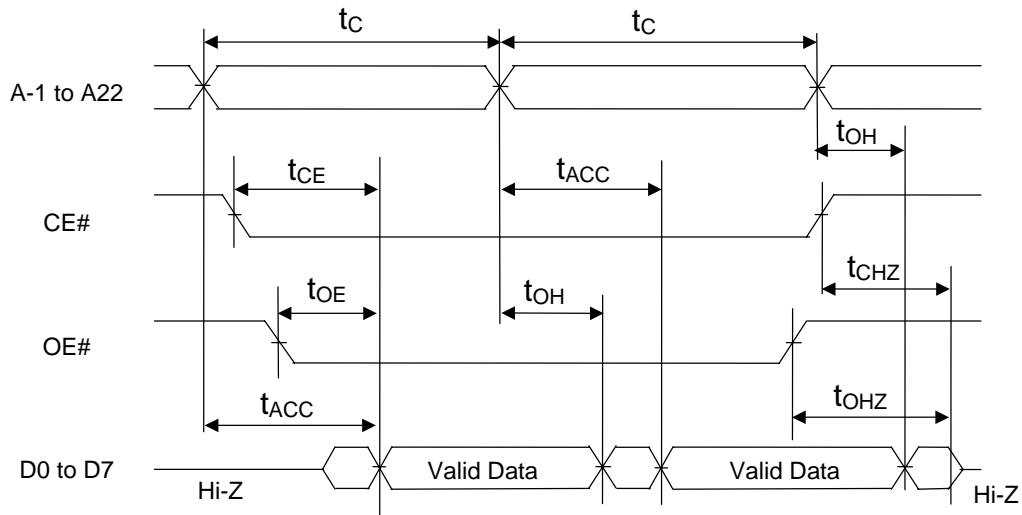 tC tC
A-1 to A22
tOH
tCE tACC
CE#
tCHZ
tOE tOH
OE#
tACC tOHZ
D0 to D7 Valid Data Valid Data
Hi-Z Hi-Z